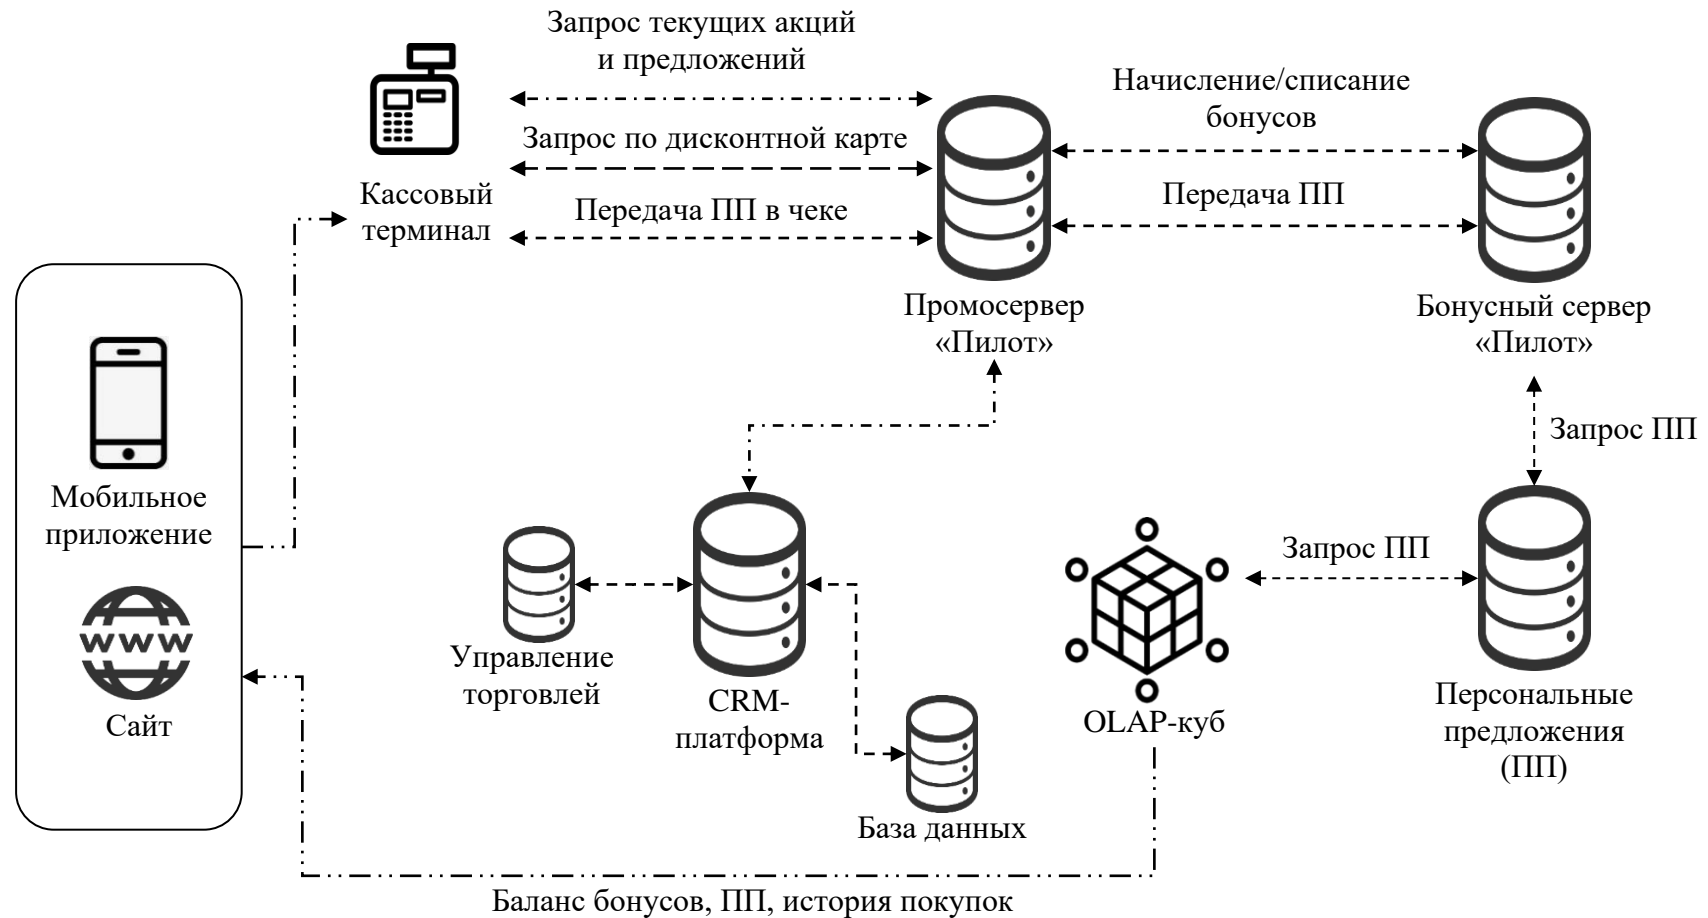 Запрос текущих акций
и предложений
Начисление/списание
бонусов
Запрос по дисконтной карте
Кассовый
терминал
Передача ПП в чеке
Передача ПП
Промосервер
«Пилот»
Бонусный сервер
«Пилот»
Запрос ПП
Мобильное
приложение
Запрос ПП
WWW
Сайт
Управление
торговлей
CRM-
платформа
OLAP-куб
Персональные
предложения
(ПП)
База данных
Баланс бонусов, ПП, история покупок